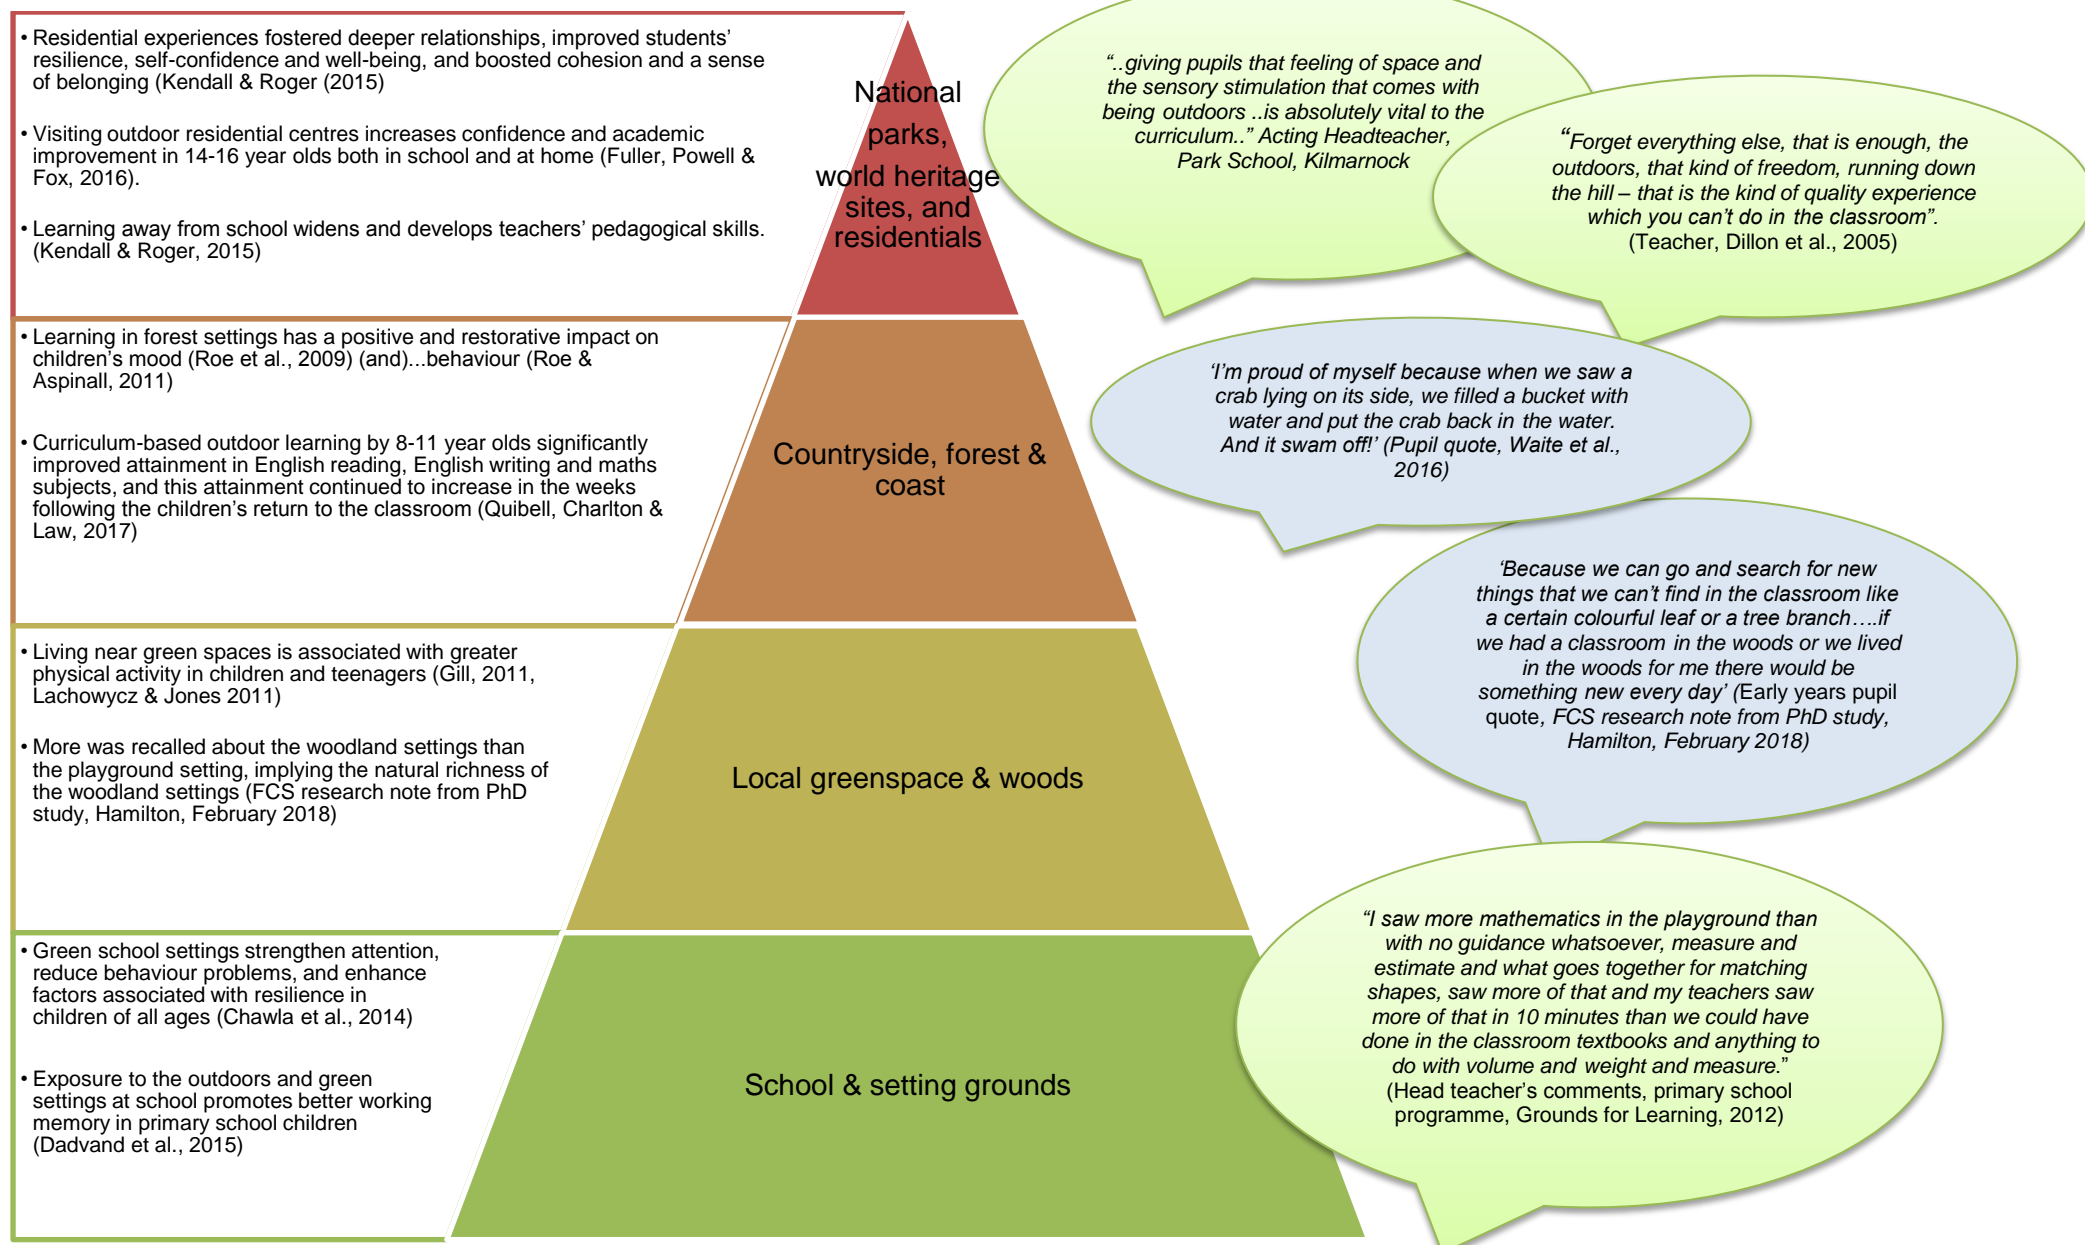 • Residential experiences fostered deeper relationships, improved students’
resilience, self-confidence and well-being, and boosted cohesion and a sense
of belonging (Kendall & Roger (2015)
• Visiting outdoor residential centres increases confidence and academic
improvement in 14-16 year olds both in school and at home (Fuller, Powell &
Fox, 2016).
• Learning away from school widens and develops teachers’ pedagogical skills.
(Kendall & Roger, 2015)
National
parks,
world heritage
sites, and
residentials
“..giving pupils that feeling of space and
the sensory stimulation that comes with
being outdoors ..is absolutely vital to the
curriculum..” Acting Headteacher,
Park School, Kilmarnock
“Forget everything else, that is enough, the
outdoors, that kind of freedom, running down
the hill – that is the kind of quality experience
which you can’t do in the classroom”.
(Teacher, Dillon et al., 2005)
• Learning in forest settings has a positive and restorative impact on
children’s mood (Roe et al., 2009) (and)...behaviour (Roe &
Aspinall, 2011)
• Curriculum-based outdoor learning by 8-11 year olds significantly
improved attainment in English reading, English writing and maths
subjects, and this attainment continued to increase in the weeks
following the children’s return to the classroom (Quibell, Charlton &
Law, 2017)
Countryside, forest &
coast
‘I’m proud of myself because when we saw a
crab lying on its side, we filled a bucket with
water and put the crab back in the water.
And it swam off!’ (Pupil quote, Waite et al.,
2016)
‘Because we can go and search for new
things that we can’t find in the classroom like
a certain colourful leaf or a tree branch….if
we had a classroom in the woods or we lived
in the woods for me there would be
something new every day’ (Early years pupil
quote, FCS research note from PhD study,
Hamilton, February 2018)
• Living near green spaces is associated with greater
physical activity in children and teenagers (Gill, 2011,
Lachowycz & Jones 2011)
• More was recalled about the woodland settings than
the playground setting, implying the natural richness of
the woodland settings (FCS research note from PhD
study, Hamilton, February 2018)
Local greenspace & woods
• Green school settings strengthen attention,
reduce behaviour problems, and enhance
factors associated with resilience in
children of all ages (Chawla et al., 2014)
• Exposure to the outdoors and green
settings at school promotes better working
memory in primary school children
(Dadvand et al., 2015)
School & setting grounds
“I saw more mathematics in the playground than
with no guidance whatsoever, measure and
estimate and what goes together for matching
shapes, saw more of that and my teachers saw
more of that in 10 minutes than we could have
done in the classroom textbooks and anything to
do with volume and weight and measure.”
(Head teacher’s comments, primary school
programme, Grounds for Learning, 2012)